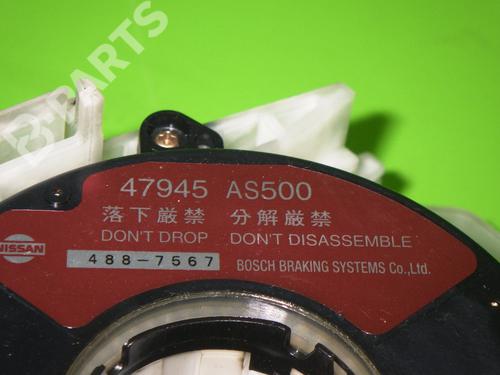 B-PARTS
47945 AS500
落下厳禁 分解厳禁
DON'T DROP DON'T DISASSEMBLE
NISSAN
488-7567 BOSCH BRAKING SYSTEMS Co.,Ltd.